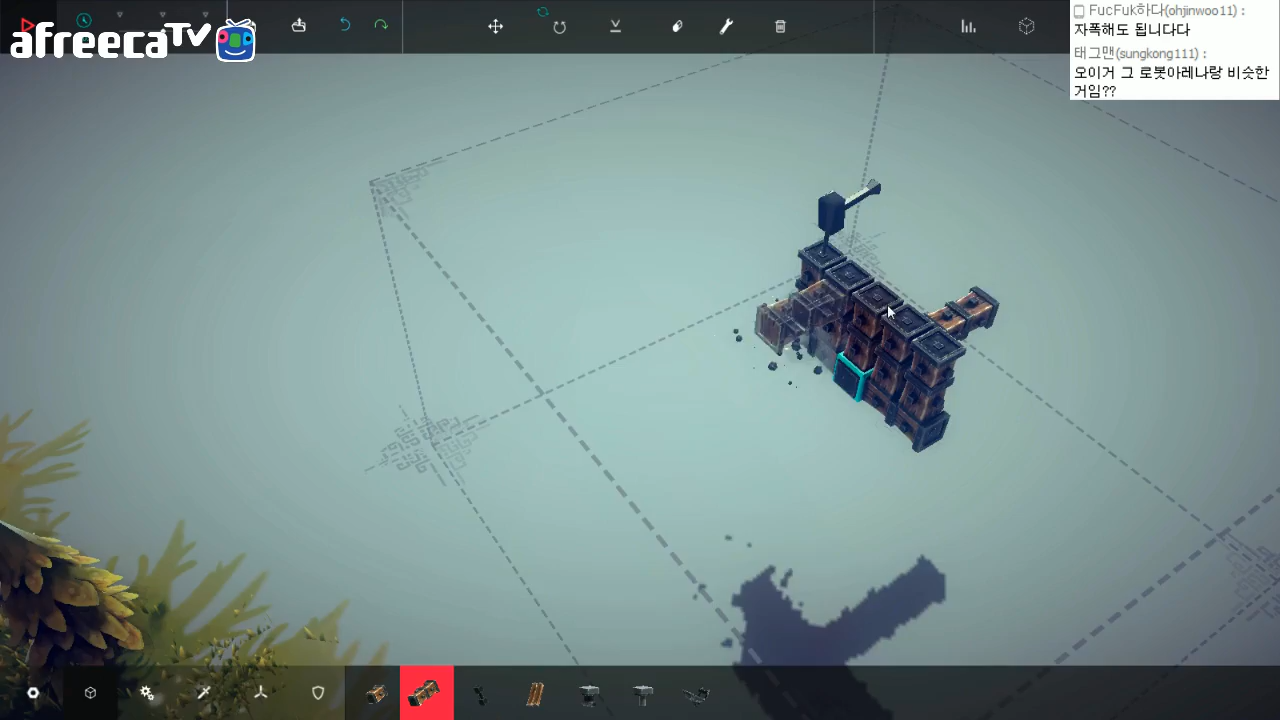 afreecaTV
FucFuk하다(ohjinwoo11) :
자폭해도 됩니다다
태그맨(sungkong111) :
오이거 그 로봇아레나랑 비슷한
거임??